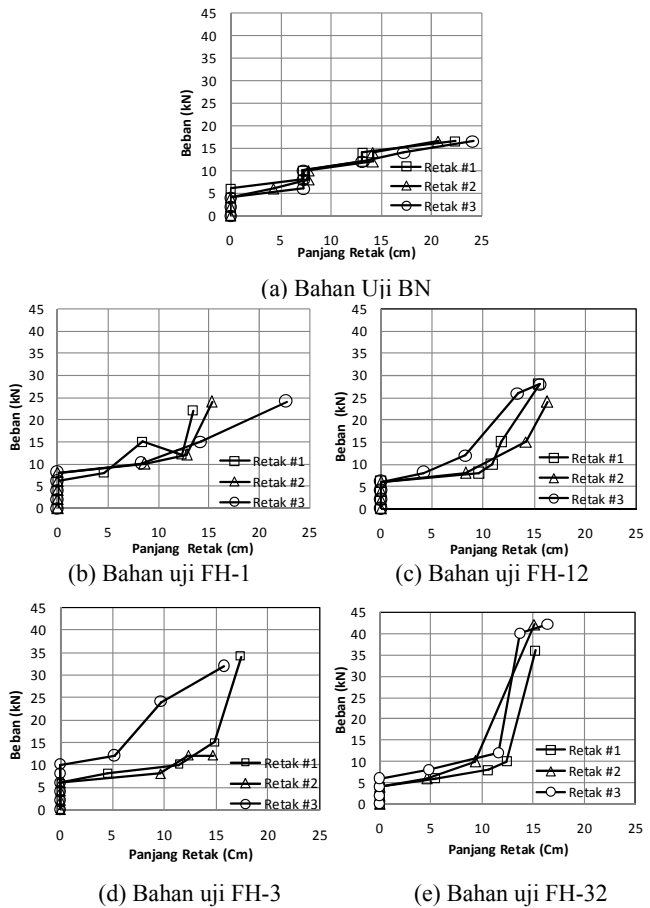 45
40
35
30
25
20
15
10
5
0
Beban (kN)
Retak #1
Retak #2
Retak #3
0 5 10 15 20 25
Panjang Retak (cm)
(a) Bahan Uji BN
45
40
35
30
25
20
15
10
5
0
Beban (kN)
Retak #1
Retak #2
Retak #3
0 5 10 15 20 25
Panjang Retak (cm)
(b) Bahan uji FH-1
45
40
35
30
25
20
15
10
5
0
Beban (kN)
Retak #1
Retak #2
Retak #3
0 5 10 15 20 25
Panjang Retak (cm)
(c) Bahan uji FH-12
45
40
35
30
25
20
15
10
5
0
Beban (kN)
Retak #1
Retak #2
Retak #3
0 5 10 15 20 25
Panjang Retak (Cm)
(d) Bahan uji FH-3
45
40
35
30
25
20
15
10
5
0
Beban (kN)
Retak #1
Retak #2
Retak #3
0 5 10 15 20 25
Panjang Retak (Cm)
(e) Bahan uji FH-32